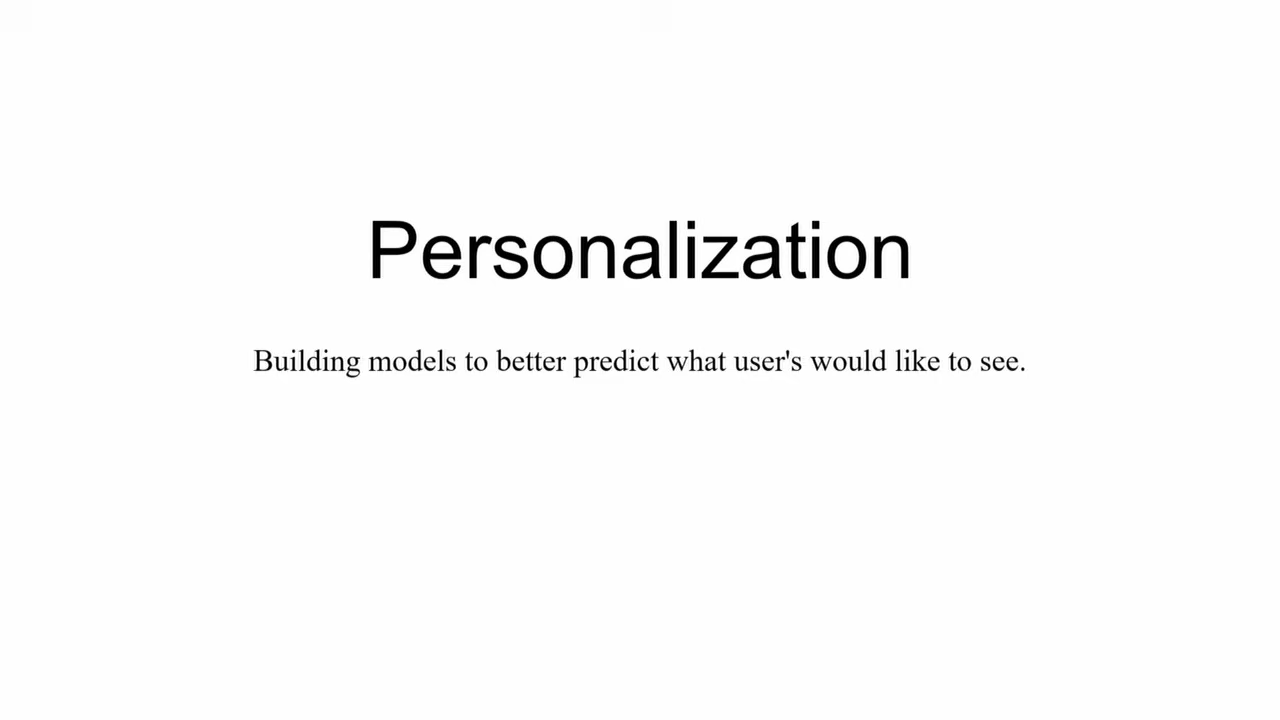 Personalization
Building models to better predict what user's would like to see.